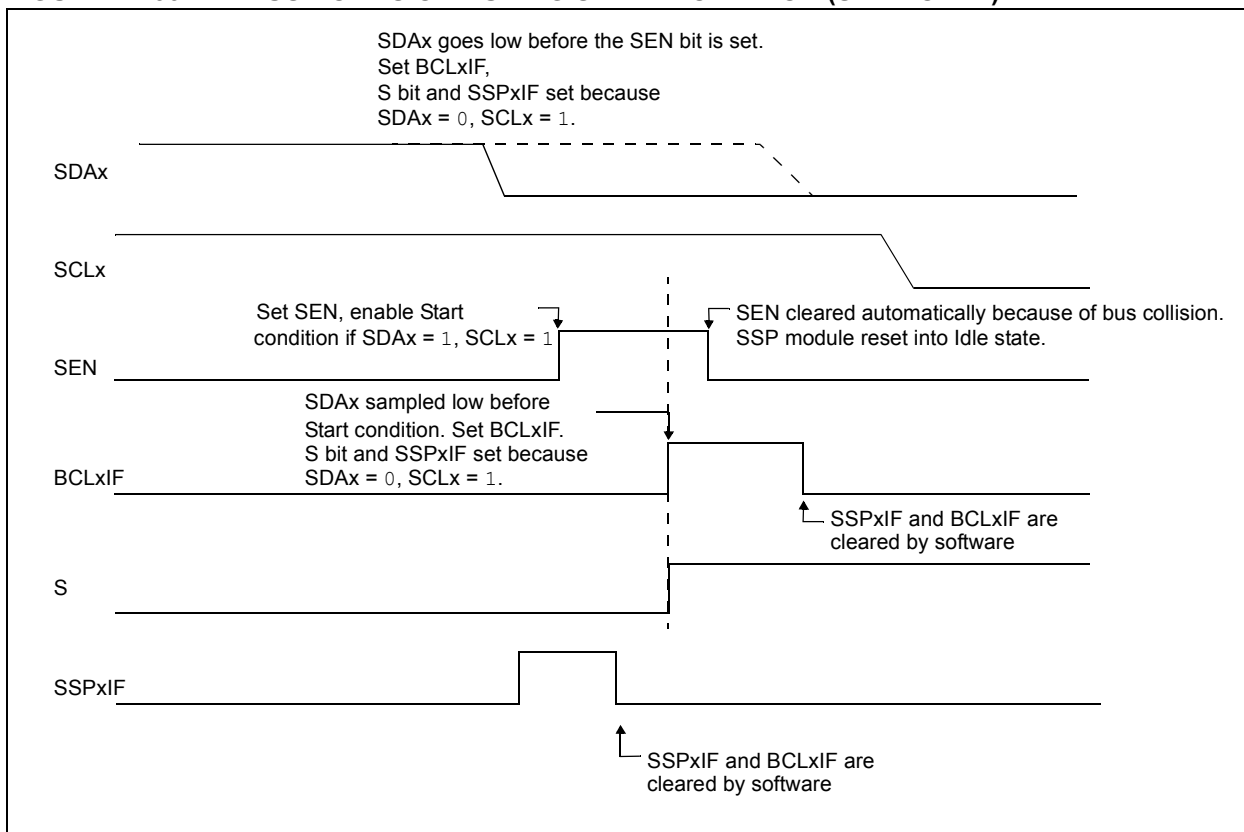 SDAx goes low before the SEN bit is set.
Set BCLxIF,
S bit and SSPxIF set because
SDAx = 0, SCLx = 1.
SDAx
SCLx
Set SEN, enable Start
condition if SDAx = 1, SCLx = 1
SEN cleared automatically because of bus collision.
SSP module reset into Idle state.
SEN
SDAx sampled low before
Start condition. Set BCLxIF.
S bit and SSPxIF set because
SDAx = 0, SCLx = 1.
BCLxIF
SSPxIF and BCLxIF are
cleared by software
S
SSPxIF
SSPxIF and BCLxIF are
cleared by software